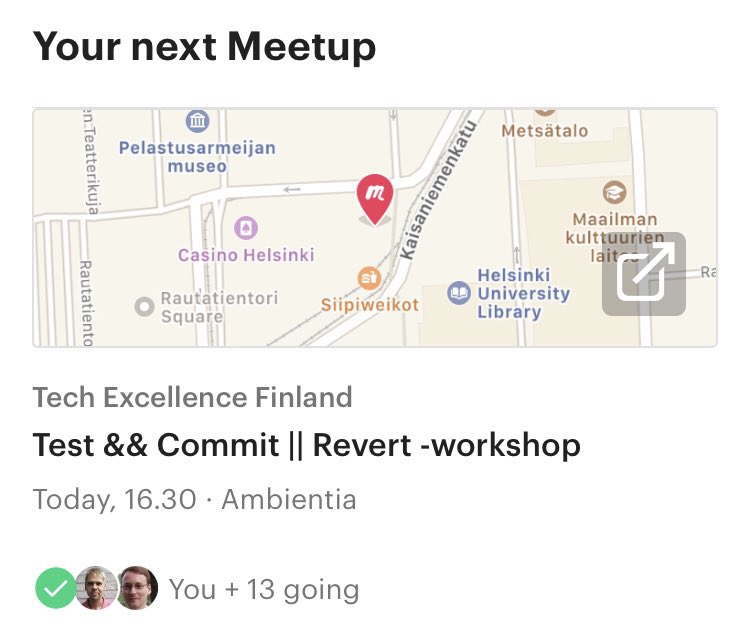 Your next Meetup
en Teatterikuja
Pelastusarmeijan
museo
Metsätalo
Kaisaniemenkatu
m
Maailman
kulttuurien
Casino Helsinki
Rautatientori
Square
Siipiweikot
Helsinki
University
Library
Ra
Rautatiento
Tech Excellence Finland
Test && Commit || Revert -workshop
Today, 16.30 · Ambientia
You + 13 going